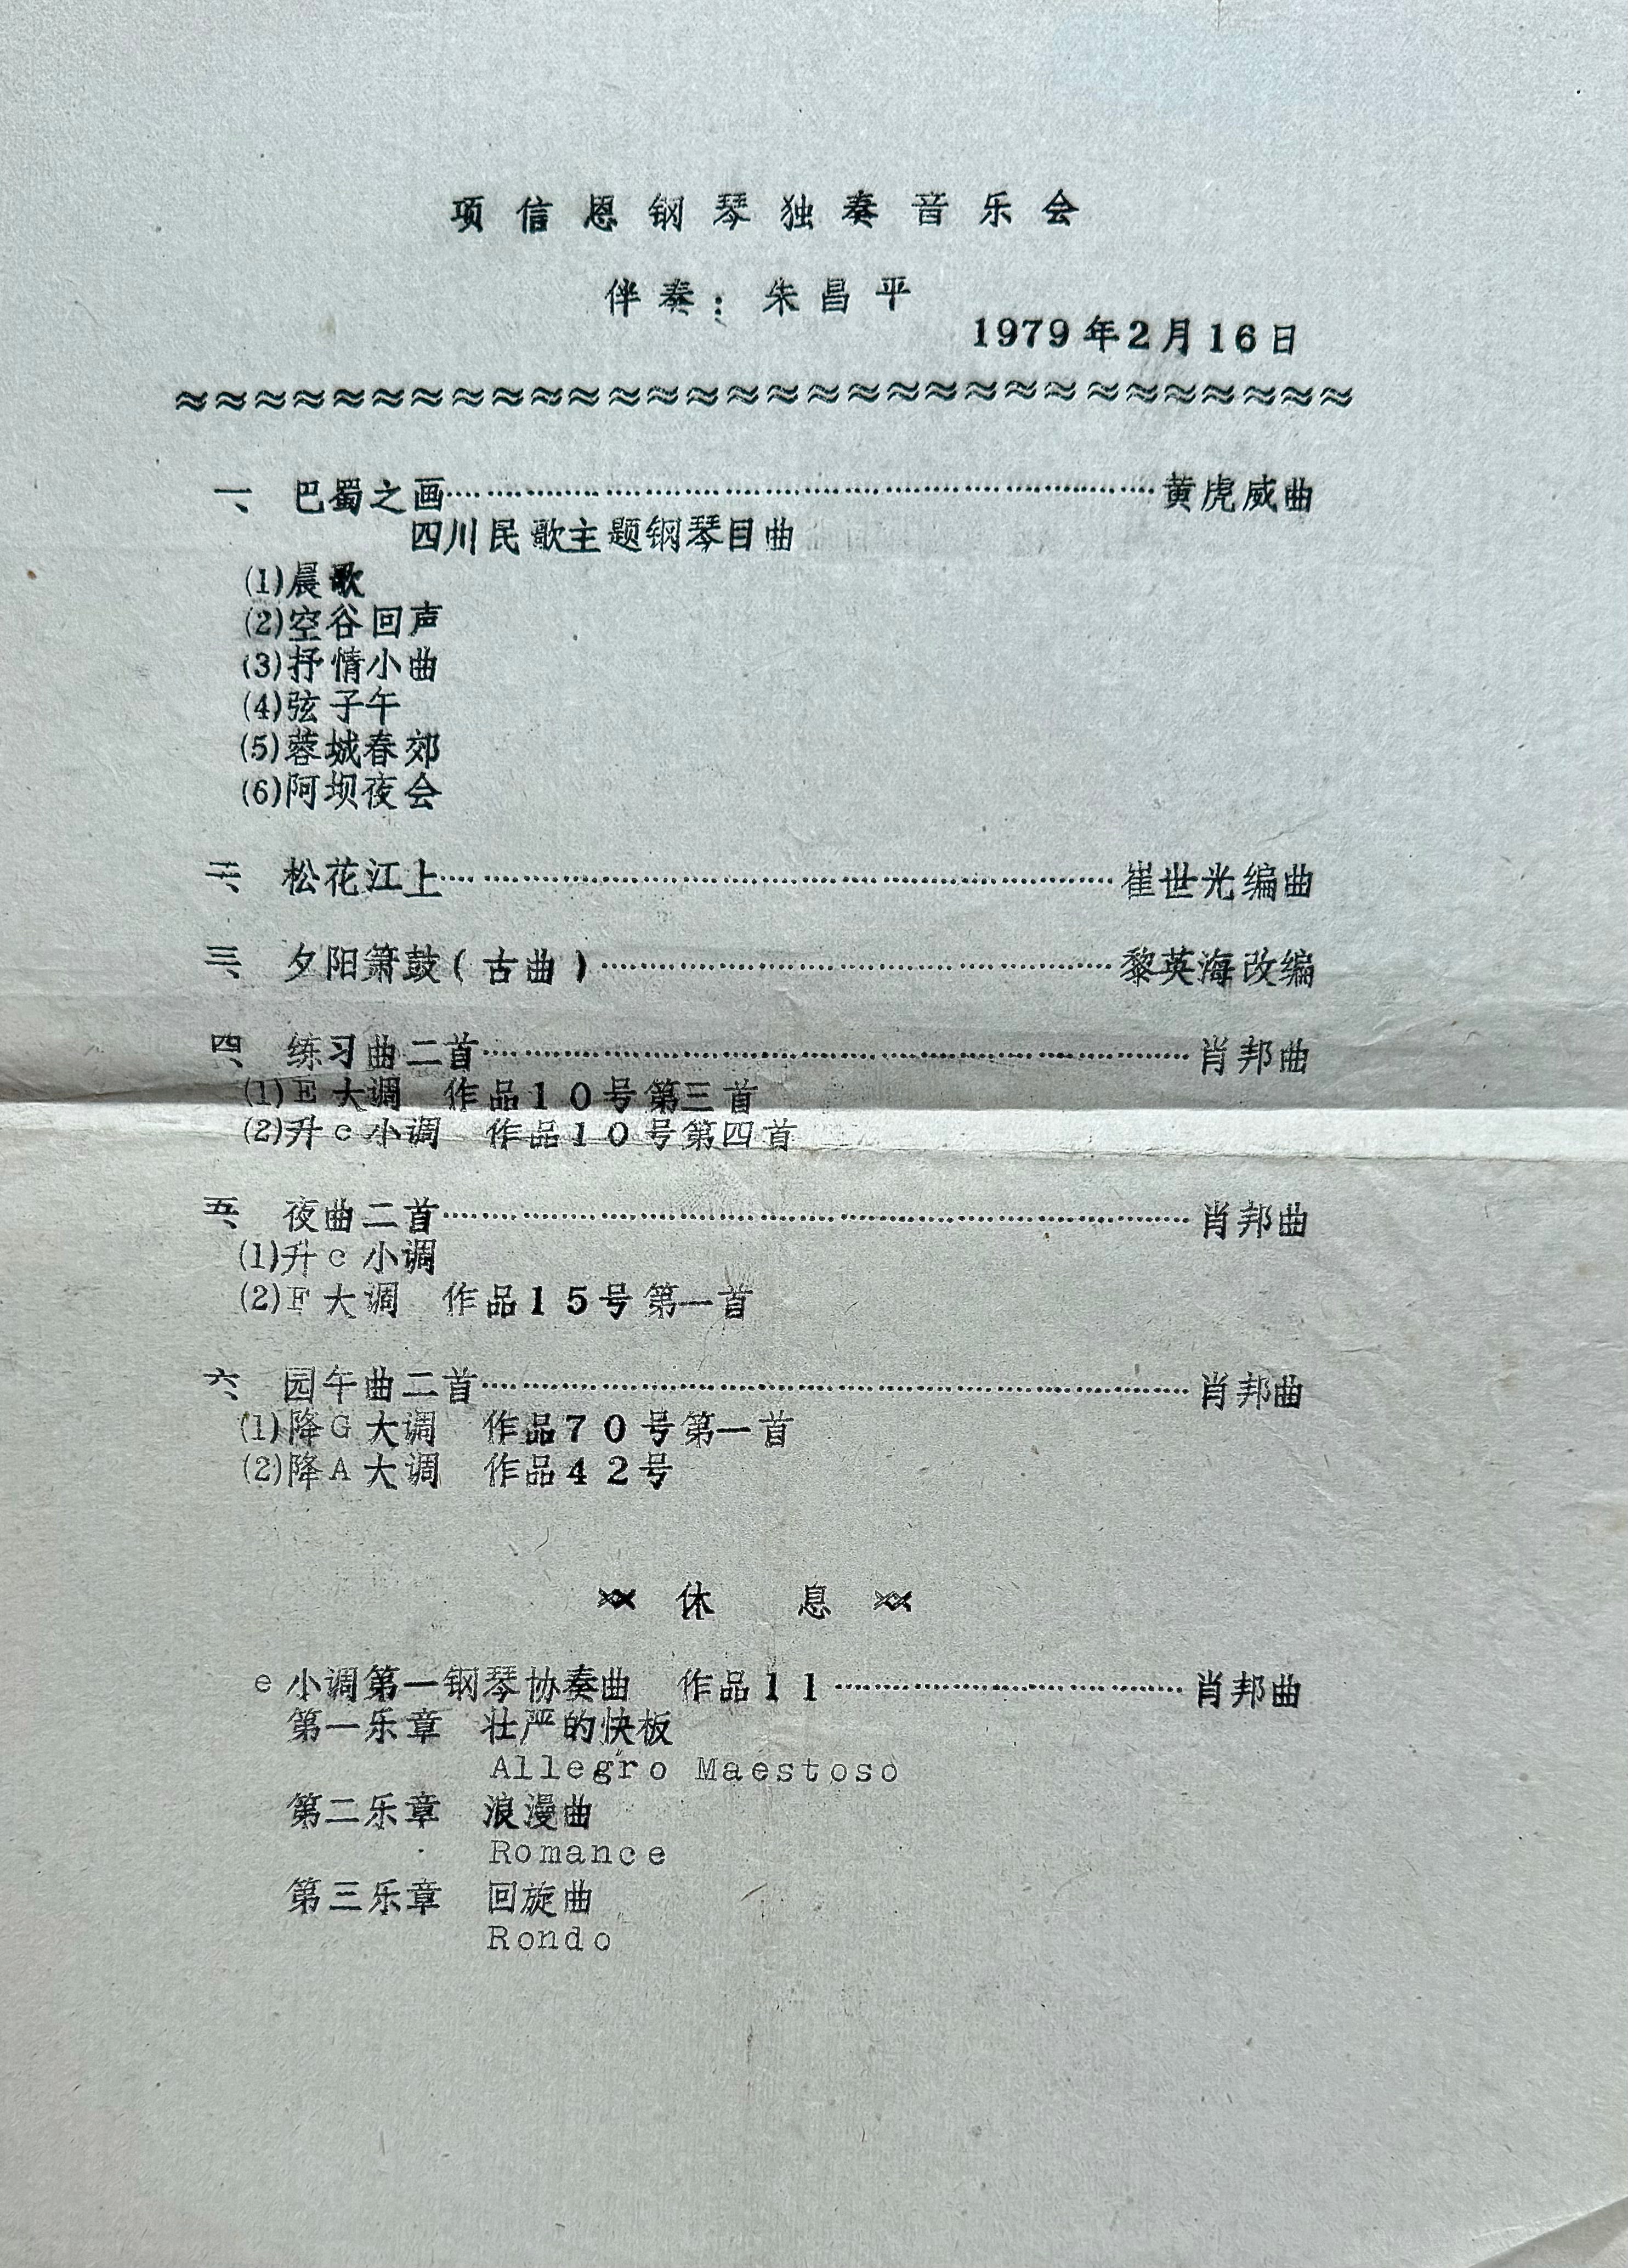 项信恩钢琴独奏音乐会
伴奏：朱昌平
1979年2月16日
一、 巴蜀之画……………………………………黄虎威曲
四川民歌主题钢琴目曲
(1)晨歌
(2)空谷回声
(3)抒情小曲
(4)弦子午
(5)蓉城春郊
(6)阿坝夜会
二、 松花江上……………………………………崔世光编曲
三、 夕阳箫鼓(古曲)……………………………黎英海改编
四、 练习曲二首…………………………………肖邦曲
(1)E大调 作品10号第三首
(2)升c小调 作品10号第四首
五、 夜曲二首……………………………………肖邦曲
(1)升c小调
(2)F大调 作品15号第一首
六、 园午曲二首…………………………………肖邦曲
(1)降G大调 作品70号第一首
(2)降A大调 作品42号
休 息
e小调第一钢琴协奏曲 作品11………………肖邦曲
第一乐章 壮严的快板
Allegro Maestoso
第二乐章 浪漫曲
Romance
第三乐章 回旋曲
Rondo